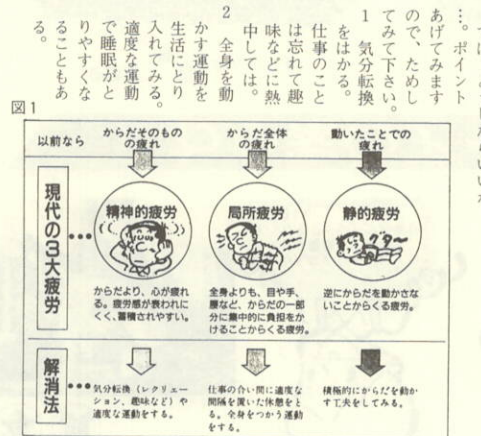 …。ポイント
あげてみます
ので、ためし
てみて下さい。
1 気分転換
をはかる。
仕事のこと
は忘れて趣
味などに熱
中しては。
2 全身を動
かす運動を
生活にとり
入れてみる。
適度な運動
で睡眠がと
りやすくな
ることもあ
る。
図1
以前なら
からだそのもの
の疲れ
からだ全体
の疲れ
動いたことでの
疲れ
現代の3大疲労
精神的疲労
からだより、心が疲れ
る。疲労感が表われに
くく、蓄積されやすい。
局所疲労
全身よりも、目や手、
腰など、からだの一部
分に集中的に負担をか
けることからくる疲労。
静的疲労
グタ〜
逆にからだを動かさな
いことからくる疲労。
解消法
気分転換（レクリエー
ション、趣味など）や
適度な運動をする。
仕事の合い間に適度な
間隔を置いた休憩をと
る。全身をつかう運動
をする。
積極的にからだを動か
す工夫をしてみる。